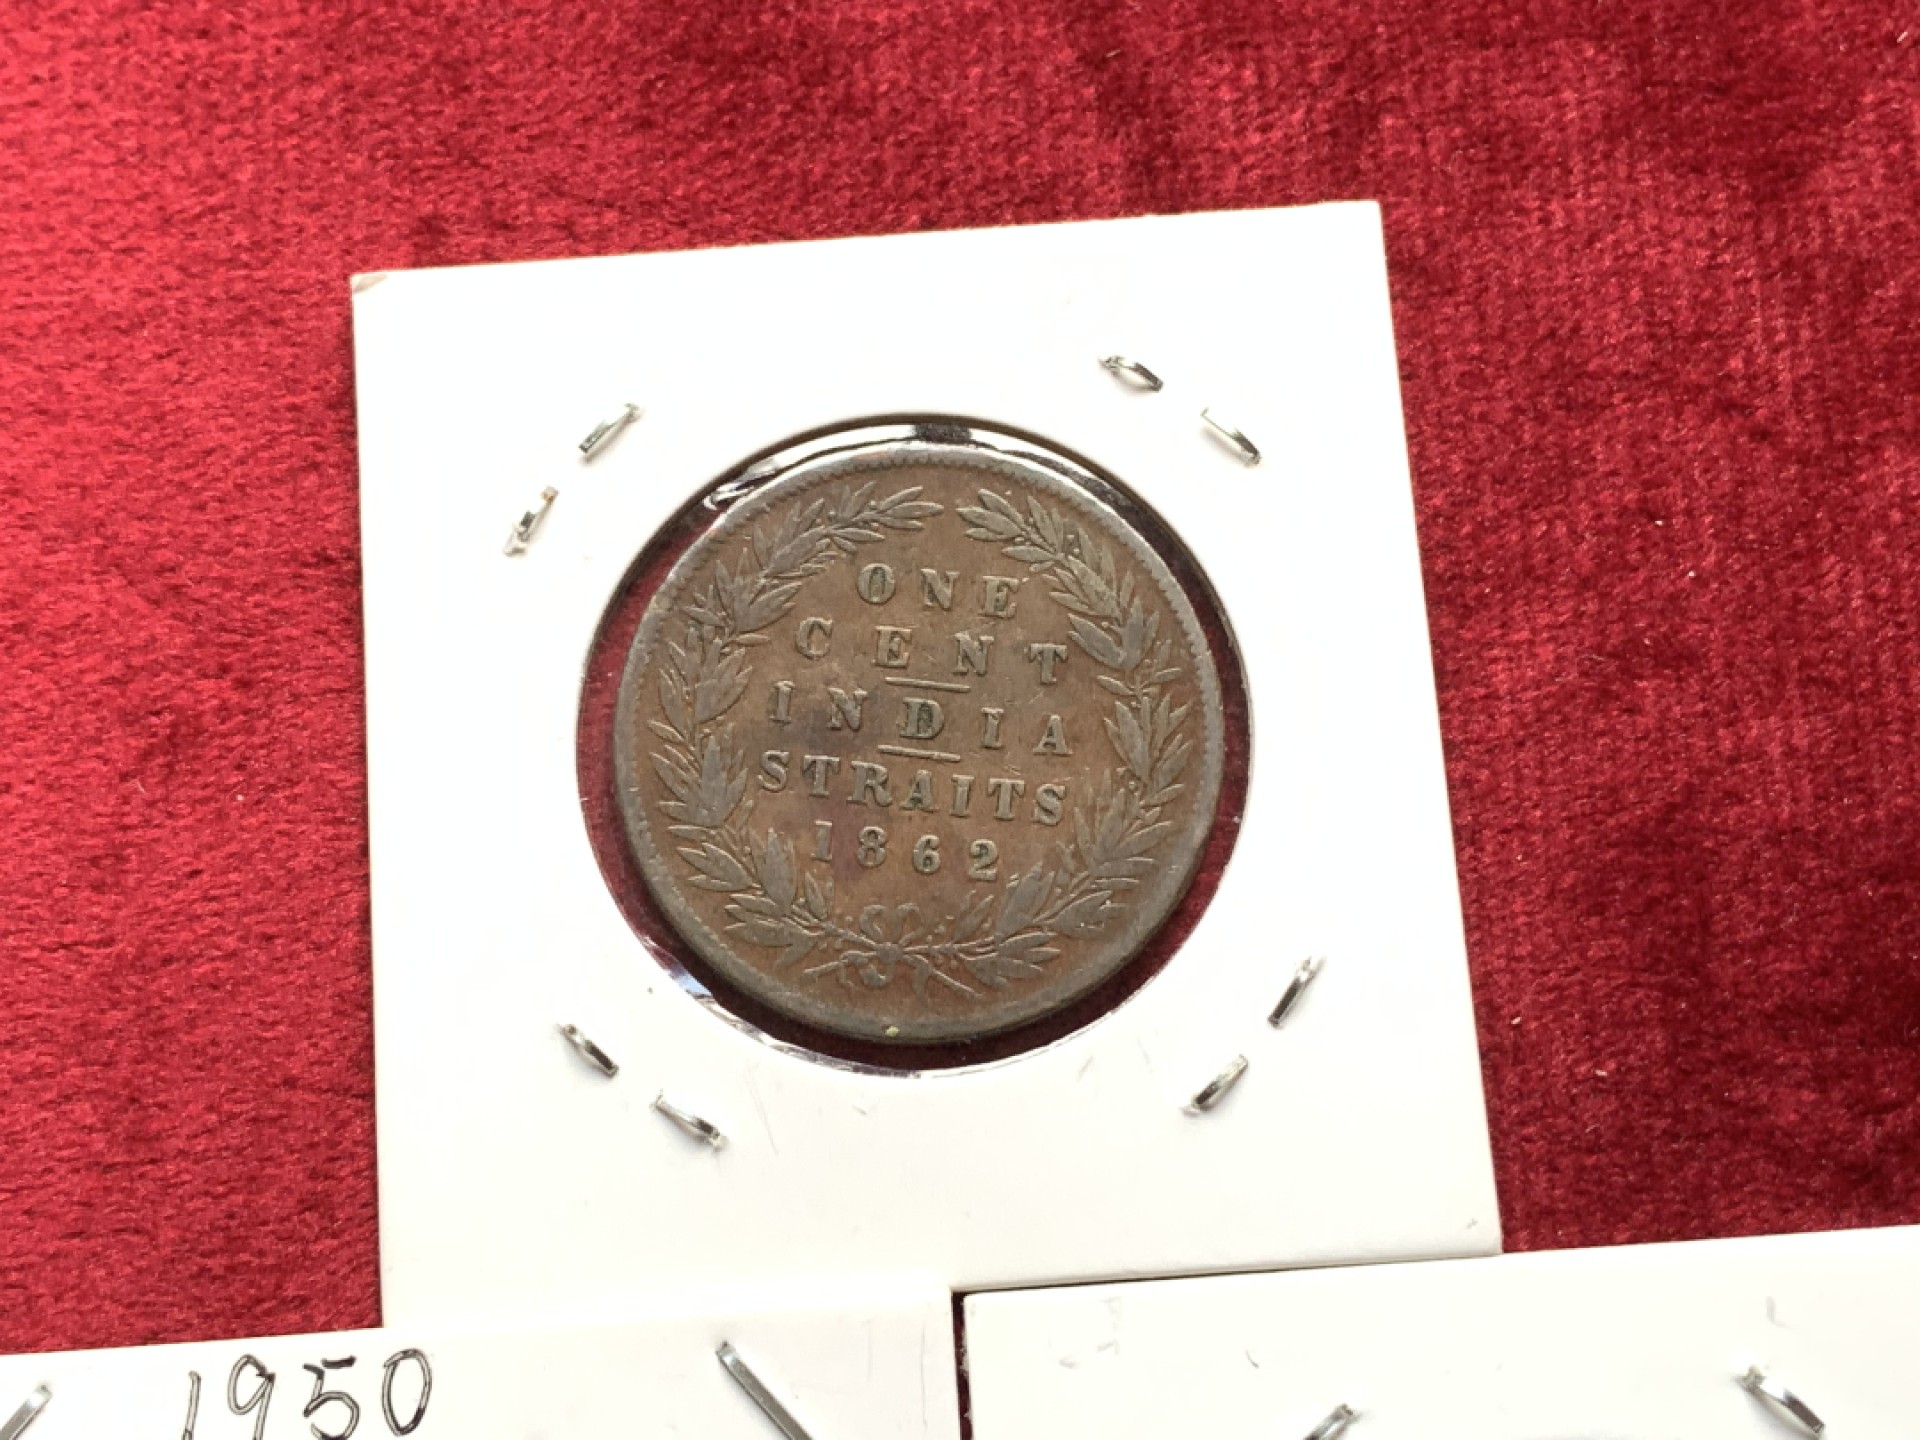 ONE
CENT
INDIA
STRAITS
1862
1950